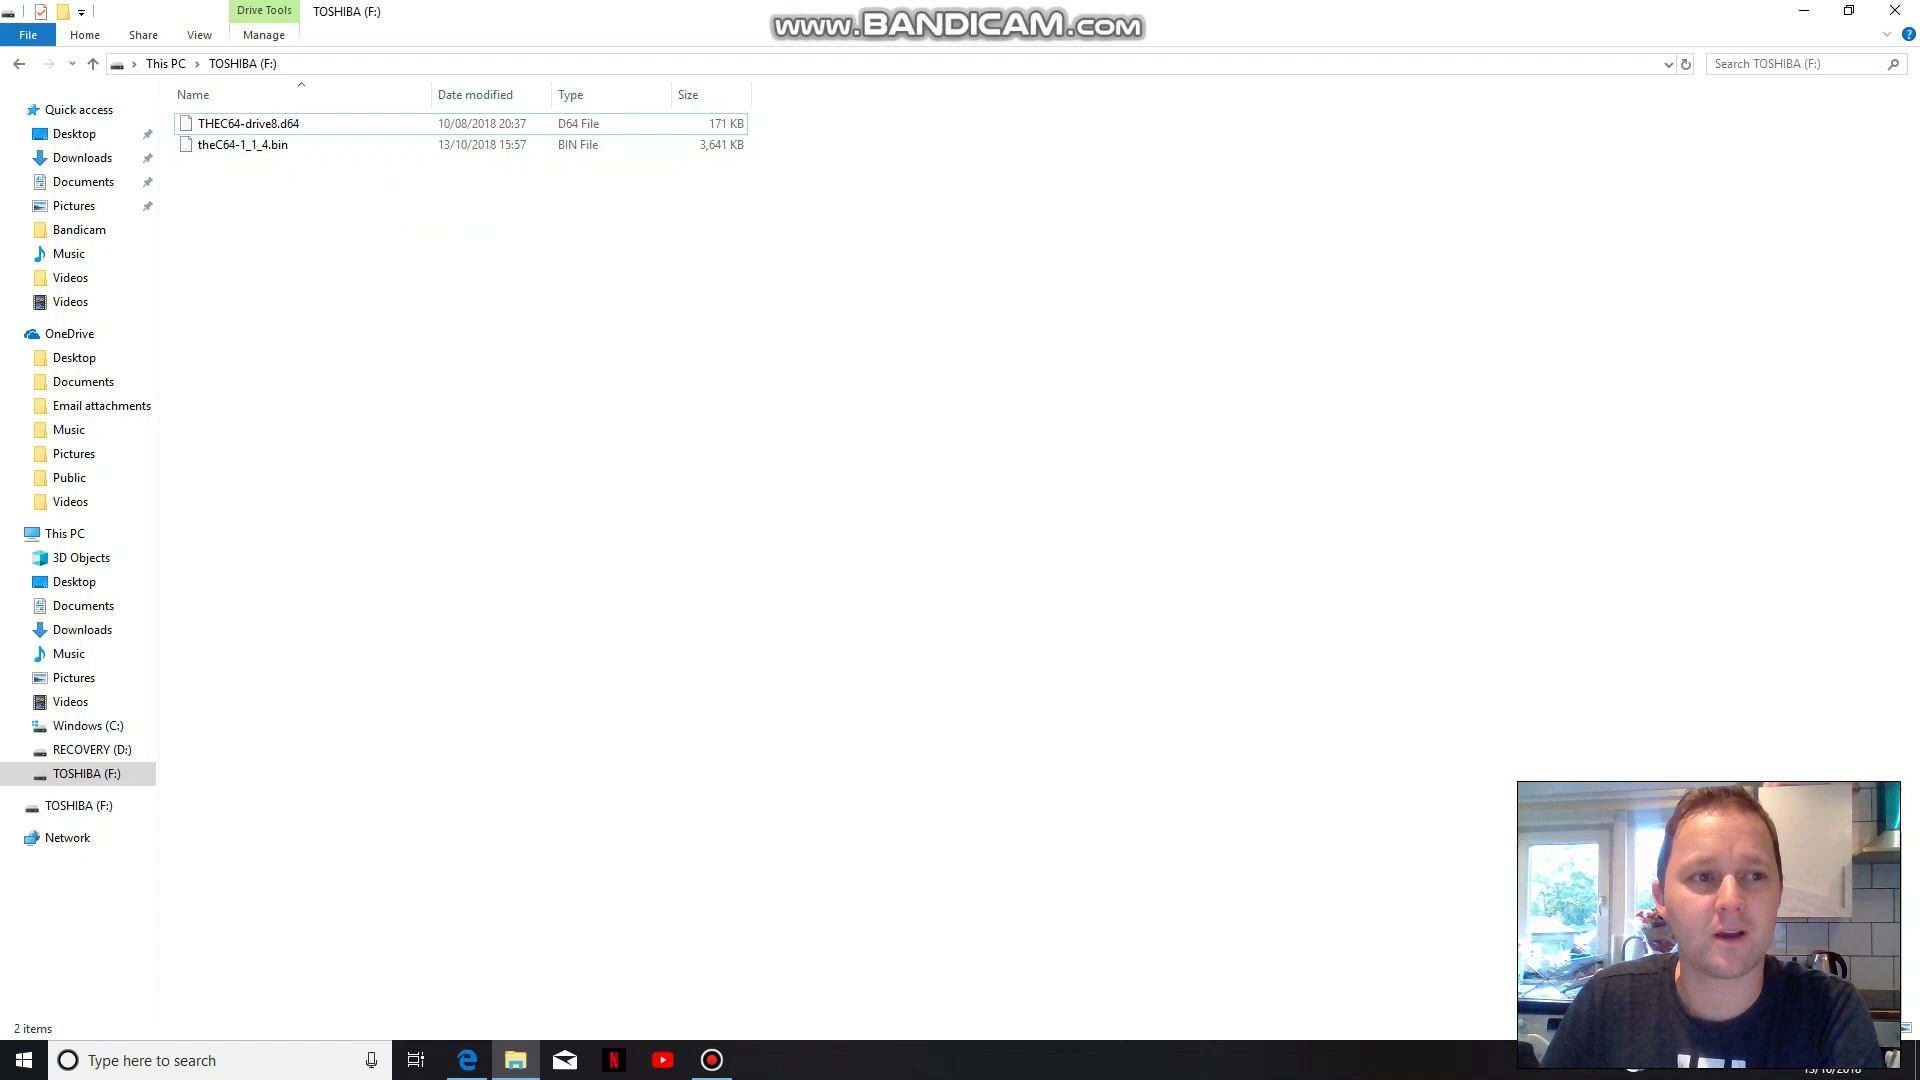 Drive Tools
TOSHIBA (F:)
www.BANDICAM.com
File
Home
Share
View
Manage
This PC
TOSHIBA (F:)
Search TOSHIBA (F:)
Name
Date modified
Type
Size
THEC64-drive8.d64
10/08/2018 20:37
D64 File
171 KB
theC64-1_1_4.bin
13/10/2018 15:57
BIN File
3,641 KB
Quick access
Desktop
Downloads
Documents
Pictures
Bandicam
Music
Videos
Videos
OneDrive
Desktop
Documents
Email attachments
Music
Pictures
Public
Videos
This PC
3D Objects
Desktop
Documents
Downloads
Music
Pictures
Videos
Windows (C:)
RECOVERY (D:)
TOSHIBA (F:)
TOSHIBA (F:)
Network
2 items
Type here to search
13/10/2018